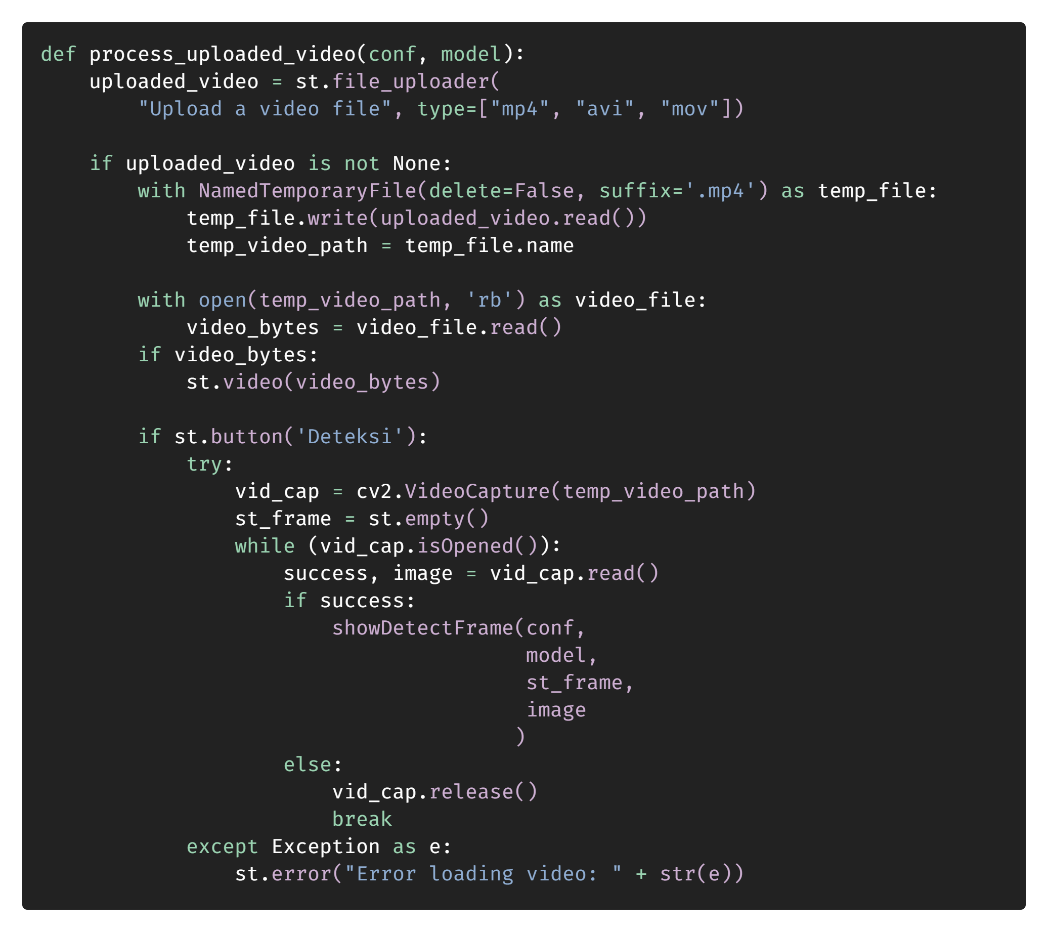 def process_uploaded_video(conf, model):
    uploaded_video = st.file_uploader(
        "Upload a video file", type=["mp4", "avi", "mov"])

    if uploaded_video is not None:
        with NamedTemporaryFile(delete=False, suffix='.mp4') as temp_file:
            temp_file.write(uploaded_video.read())
            temp_video_path = temp_file.name

        with open(temp_video_path, 'rb') as video_file:
            video_bytes = video_file.read()
        if video_bytes:
            st.video(video_bytes)

        if st.button('Deteksi'):
            try:
                vid_cap = cv2.VideoCapture(temp_video_path)
                st_frame = st.empty()
                while (vid_cap.isOpened()):
                    success, image = vid_cap.read()
                    if success:
                        showDetectFrame(conf,
                                        model,
                                        st_frame,
                                        image
                                       )
                    else:
                        vid_cap.release()
                        break
            except Exception as e:
                st.error("Error loading video: " + str(e))